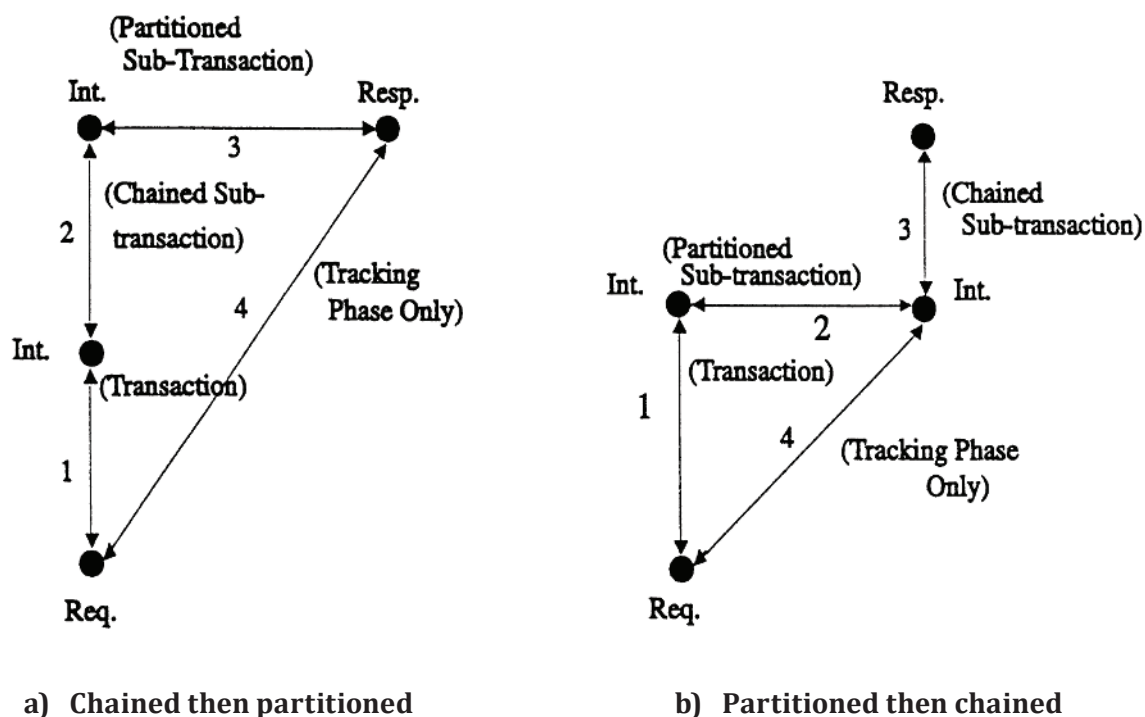 (Partitioned
Sub-Transaction)
Int.
Resp.
3
(Chained Sub-
transaction)
2
(Tracking
Phase Only)
4
Int.
(Transaction)
1
Req.
a) Chained then partitioned
Resp.
(Chained
Sub-transaction)
3
(Partitioned
Sub-transaction)
Int.
Int.
2
(Transaction)
1
4
(Tracking Phase
Only)
Req.
b) Partitioned then chained